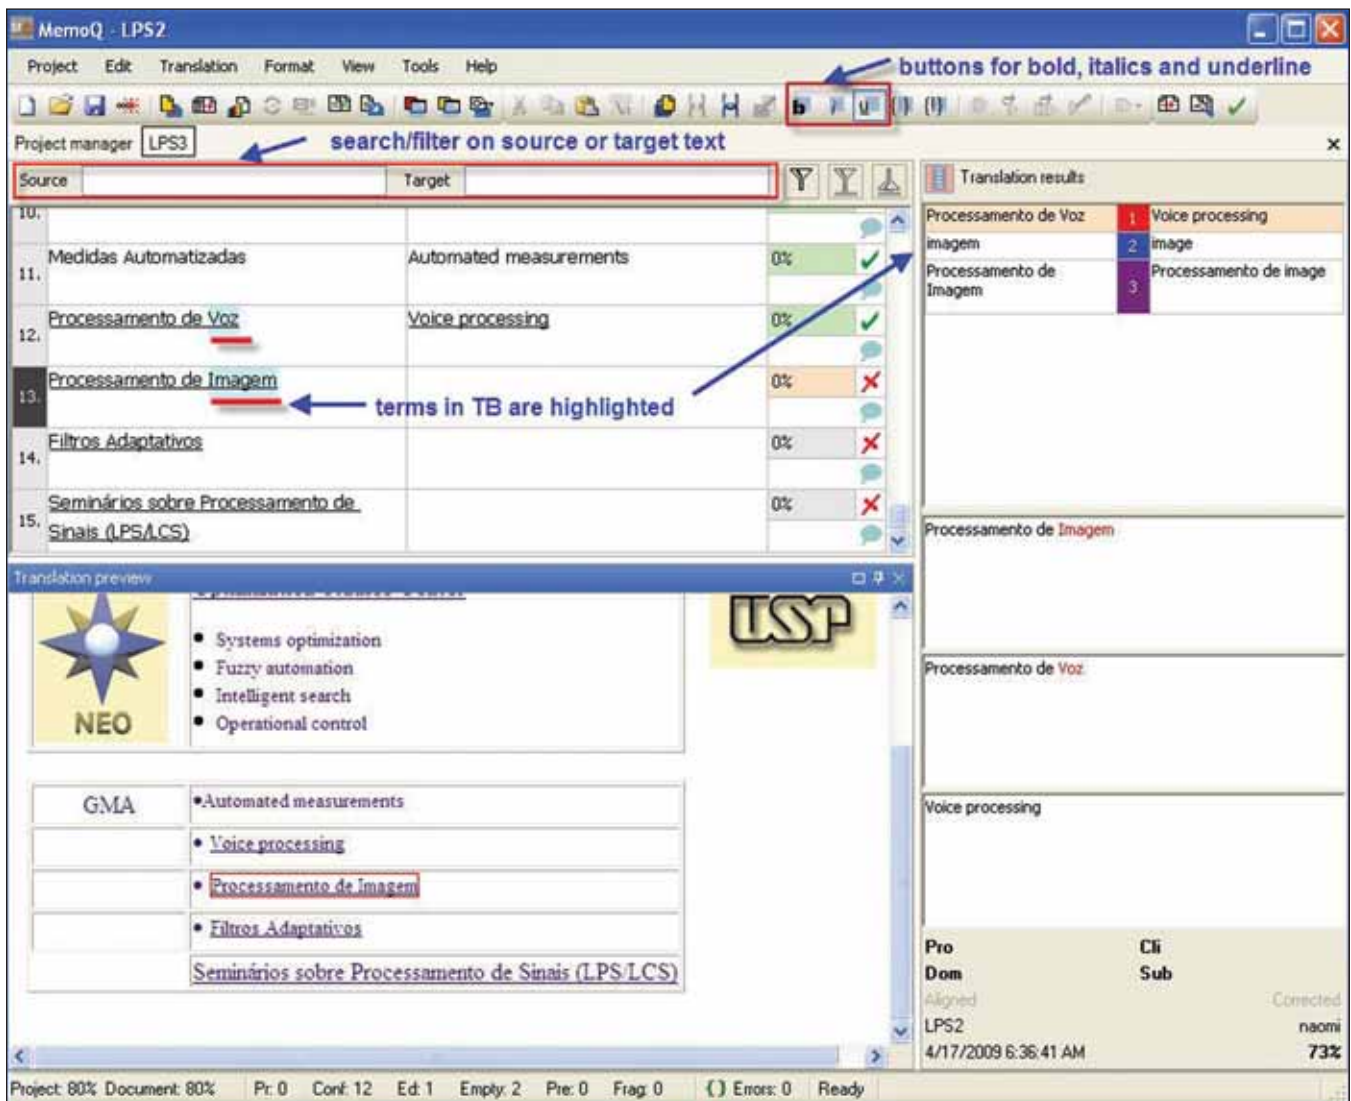 MemoQ - LPS2
Project Edit Translation Format View Tools Help
buttons for bold, italics and underline
b I u
Project manager LPS3
search/filter on source or target text
Source Target
Translation results
10.
11. Medidas Automatizadas Automated measurements 0%
12. Processamento de Voz Voice processing 0%
13. Processamento de Imagem 0%
terms in TB are highlighted
14. Filtros Adaptativos 0%
15. Seminários sobre Processamento de 0%
Sinais (LPS/LCS)
Processamento de Voz 1 Voice processing
imagem 2 image
Processamento de 3 Processamento de image
Imagem
Processamento de Imagem
Processamento de Voz
Voice processing
Pro Cli
Dom Sub
Aligned Corrected
LPS2 naomi
4/17/2009 6:36:41 AM 73%
Translation preview
NEO
Systems optimization
Fuzzy automation
Intelligent search
Operational control
USP
GMA •Automated measurements
• Voice processing
• Processamento de Imagem
• Filtros Adaptativos
Seminários sobre Processamento de Sinais (LPS/LCS)
Project: 80% Document: 80% Pr: 0 Conf: 12 Ed: 1 Empty: 2 Pre: 0 Frag: 0 {} Errors: 0 Ready